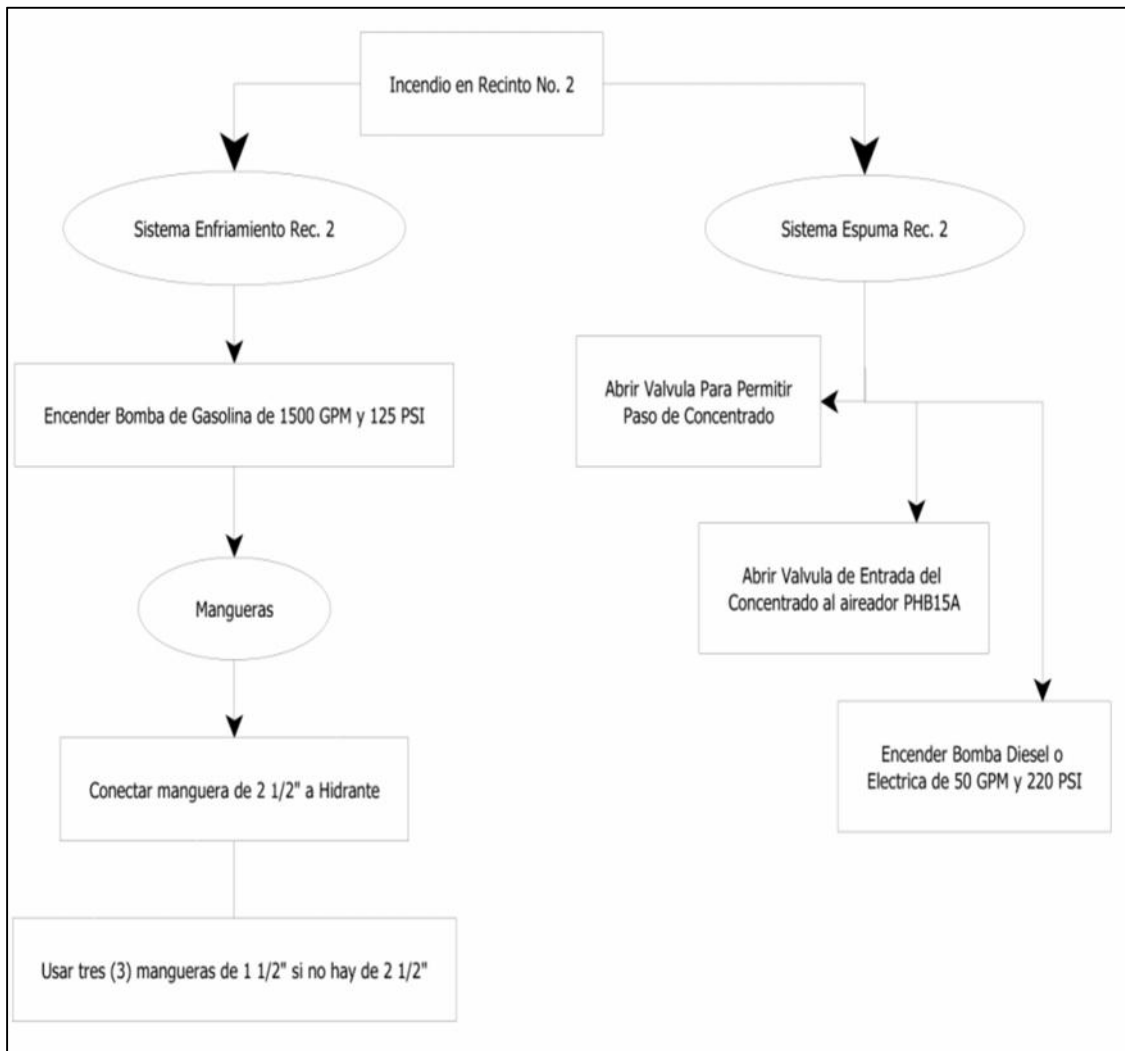 Incendio en Recinto No. 2
Sistema Enfriamiento Rec. 2
Sistema Espuma Rec. 2
Encender Bomba de Gasolina de 1500 GPM y 125 PSI
Abrir Valvula Para Permitir
Paso de Concentrado
Abrir Valvula de Entrada del
Concentrado al aireador PHB15A
Mangueras
Conectar manguera de 2 1/2" a Hidrante
Encender Bomba Diesel o
Electrica de 50 GPM y 220 PSI
Usar tres (3) mangueras de 1 1/2" si no hay de 2 1/2"